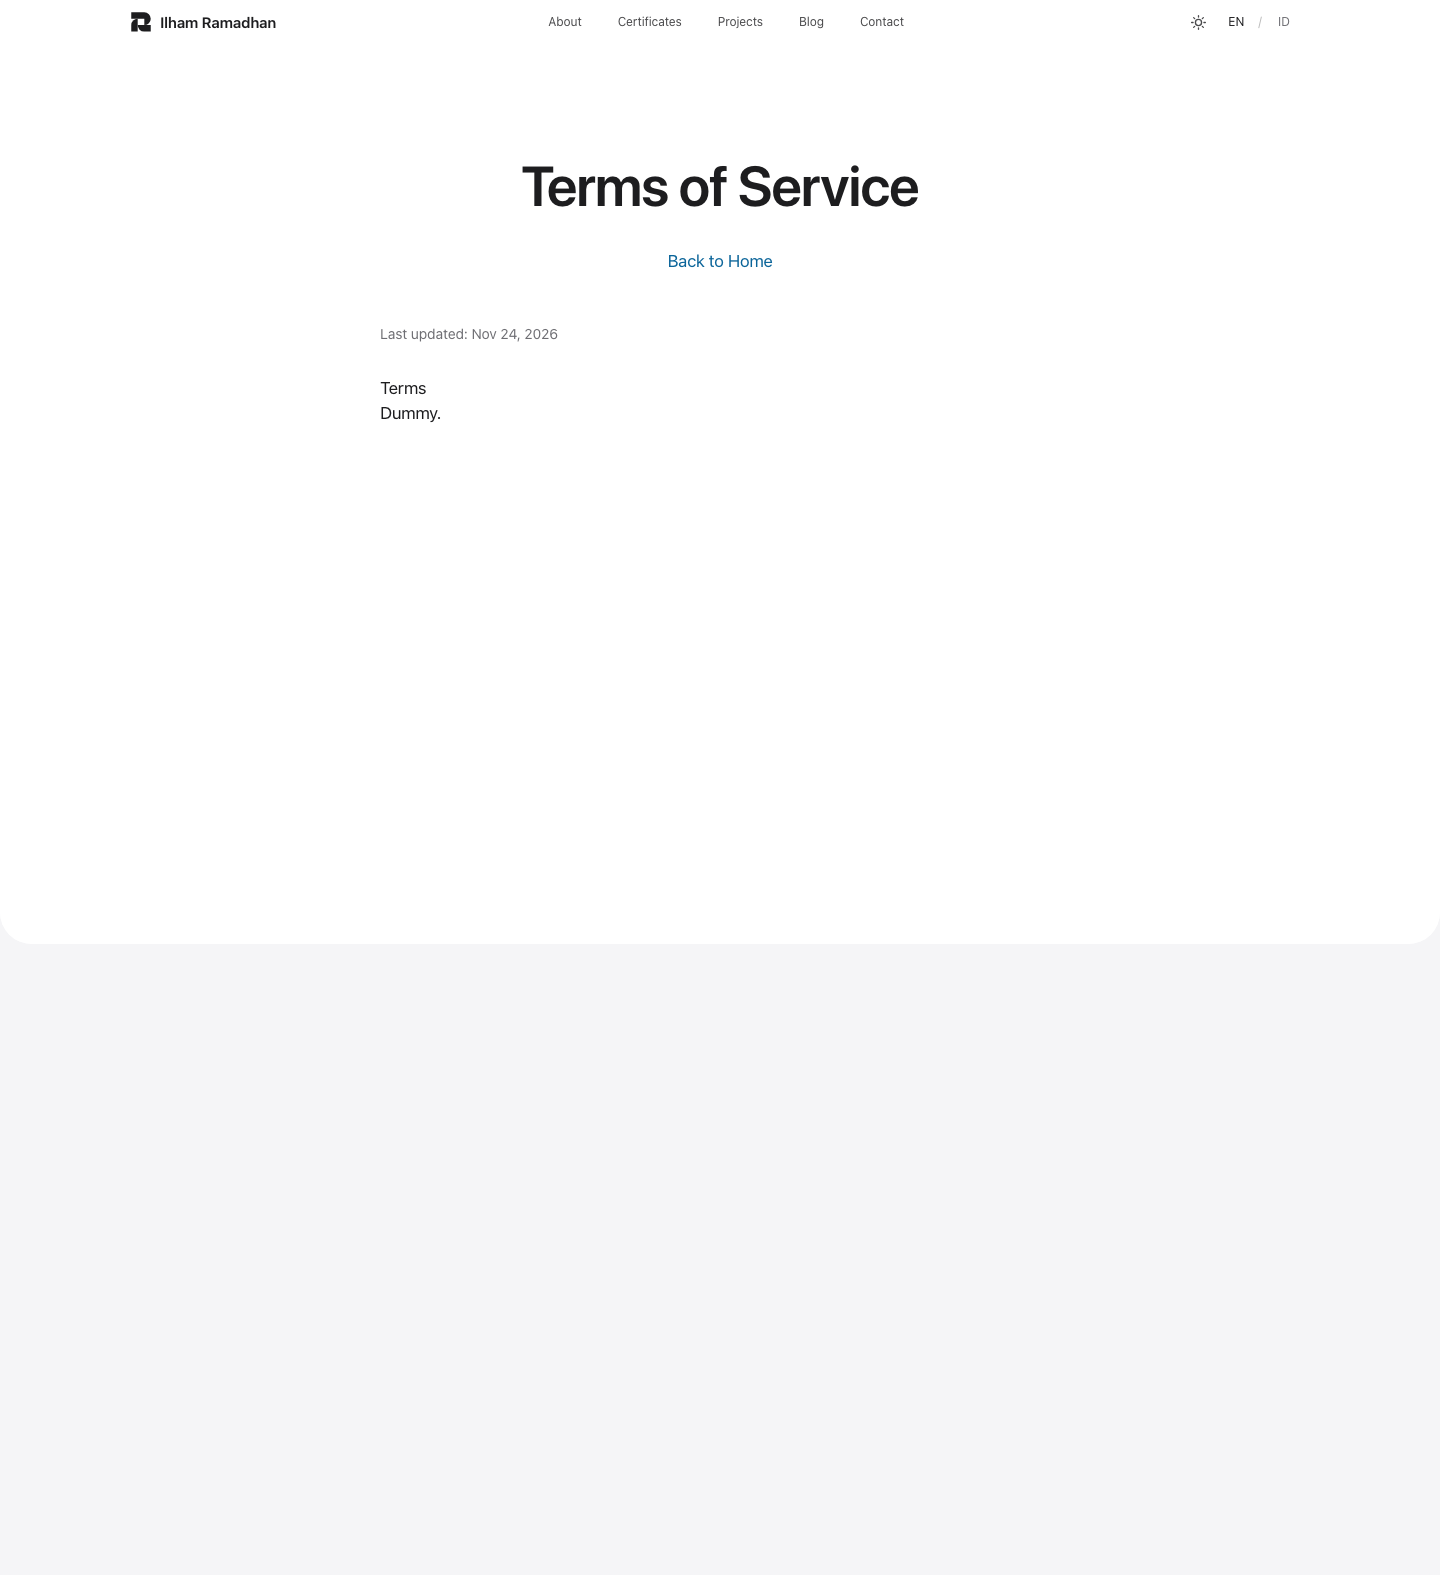 Ilham Ramadhan
About Certificates Projects Blog Contact
EN / ID
Terms of Service
Back to Home
Last updated: Nov 24, 2026
Terms
Dummy.